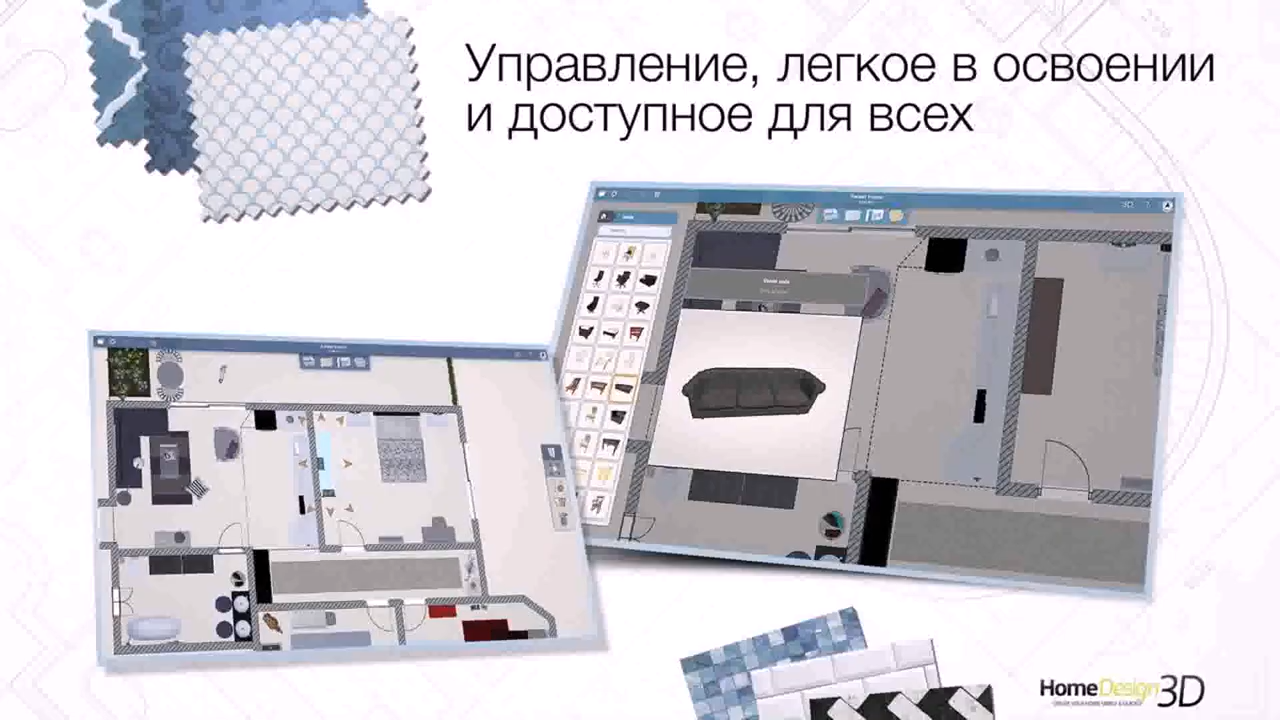 Управление, легкое в освоении
и доступное для всех
HomeDesign3D